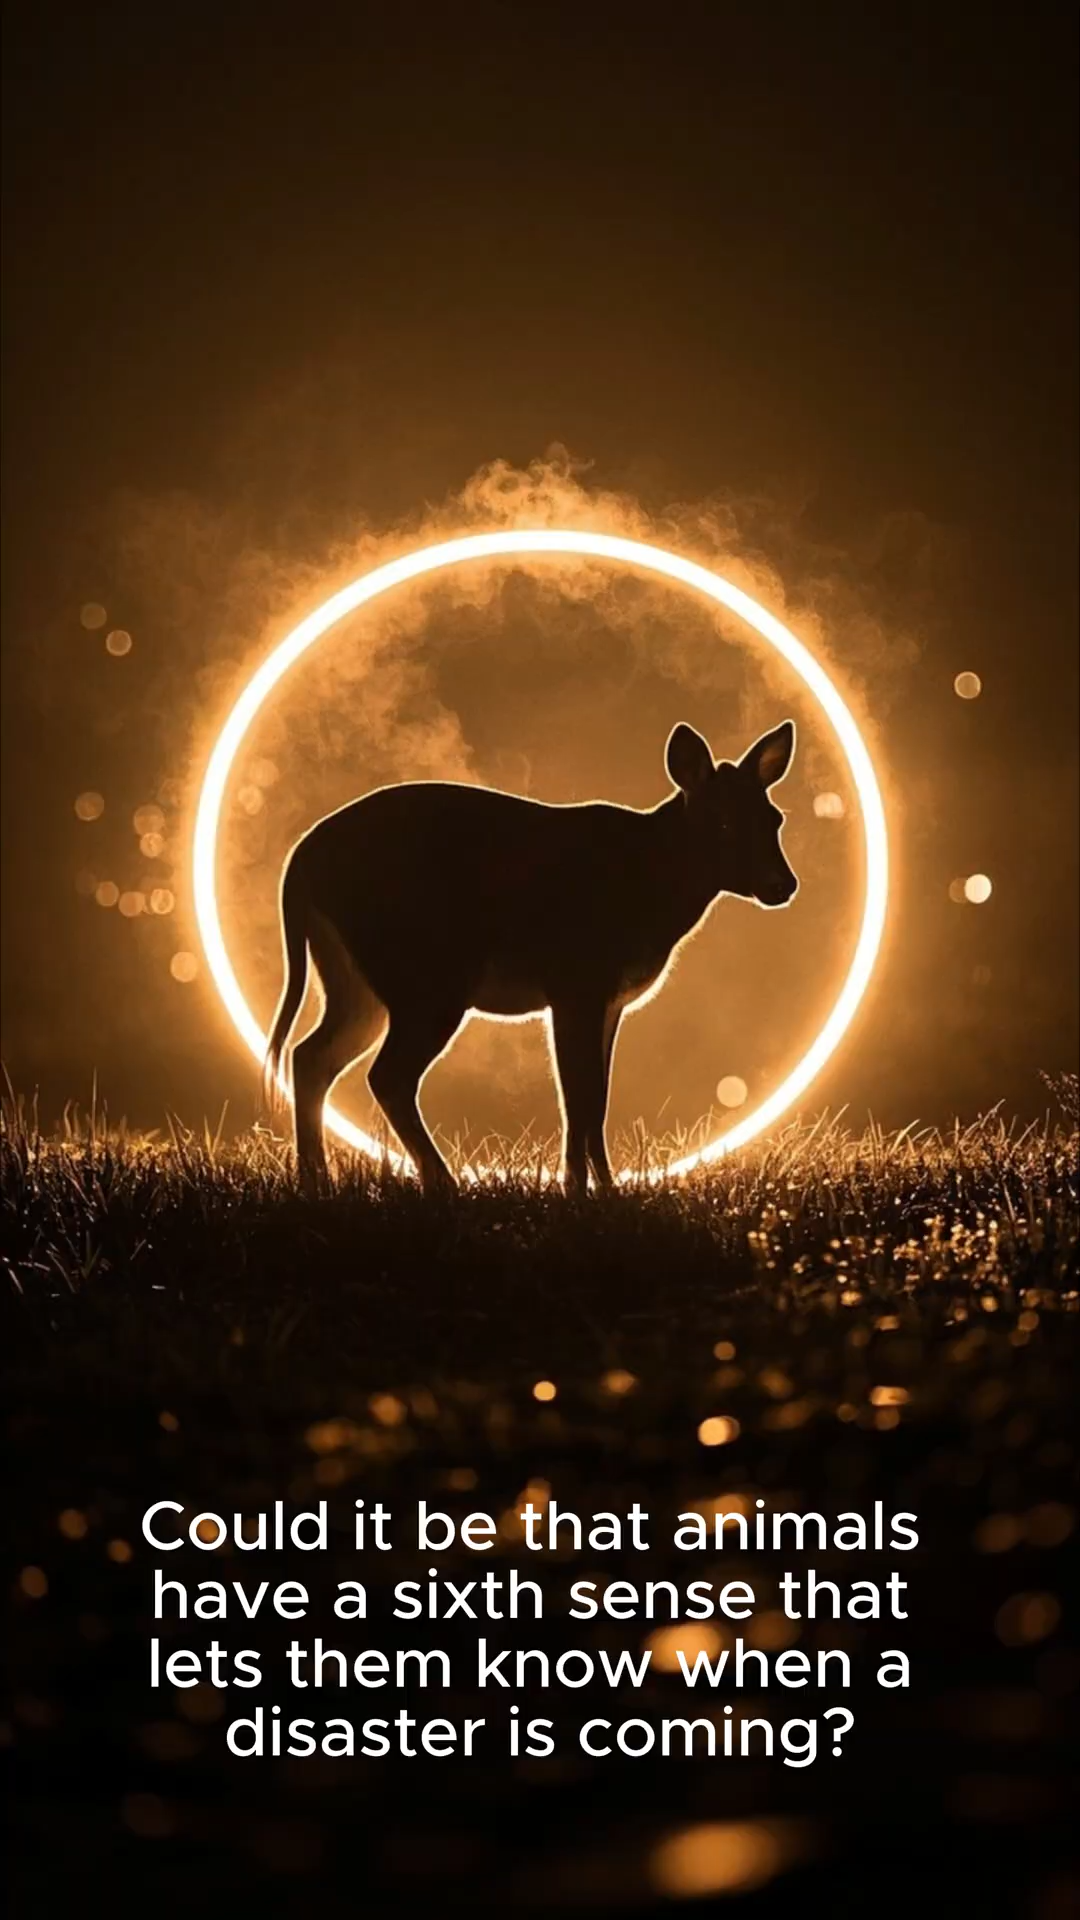 Could it be that animals
have a sixth sense that
lets them know when a
disaster is coming?